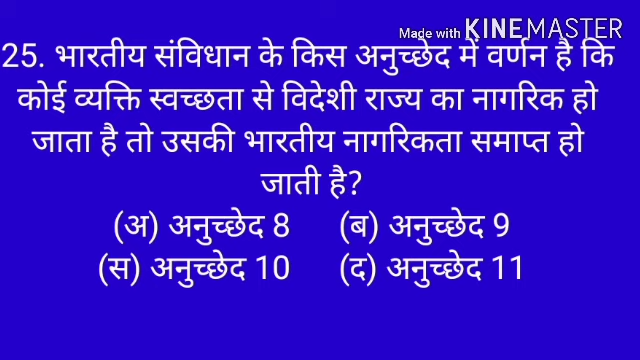 Made with KINEMASTER
25. भारतीय संविधान के किस अनुच्छेद में वर्णन है कि
कोई व्यक्ति स्वच्छता से विदेशी राज्य का नागरिक हो
जाता है तो उसकी भारतीय नागरिकता समाप्त हो
जाती है?
(अ) अनुच्छेद 8 (ब) अनुच्छेद 9
(स) अनुच्छेद 10 (द) अनुच्छेद 11